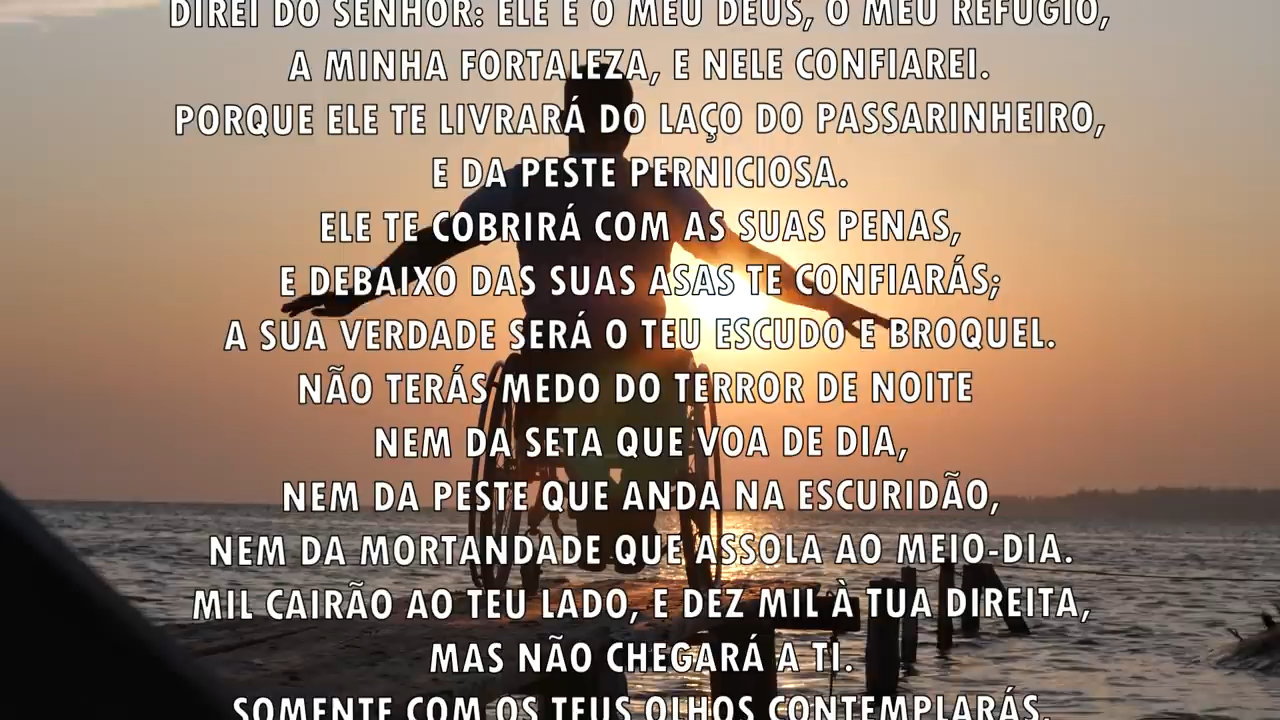 DIREI DO SENHOR: ELE É O MEU DEUS, O MEU REFÚGIO,
A MINHA FORTALEZA, E NELE CONFIAREI.
PORQUE ELE TE LIVRARÁ DO LAÇO DO PASSARINHEIRO,
E DA PESTE PERNICIOSA.
ELE TE COBRIRÁ COM AS SUAS PENAS,
E DEBAIXO DAS SUAS ASAS TE CONFIARÁS;
A SUA VERDADE SERÁ O TEU ESCUDO E BROQUEL.
NÃO TERÁS MEDO DO TERROR DE NOITE
NEM DA SETA QUE VOA DE DIA,
NEM DA PESTE QUE ANDA NA ESCURIDÃO,
NEM DA MORTANDADE QUE ASSOLA AO MEIO-DIA.
MIL CAIRÃO AO TEU LADO, E DEZ MIL À TUA DIREITA,
MAS NÃO CHEGARÁ A TI.
SOMENTE COM OS TEUS OLHOS CONTEMPLARÁS,